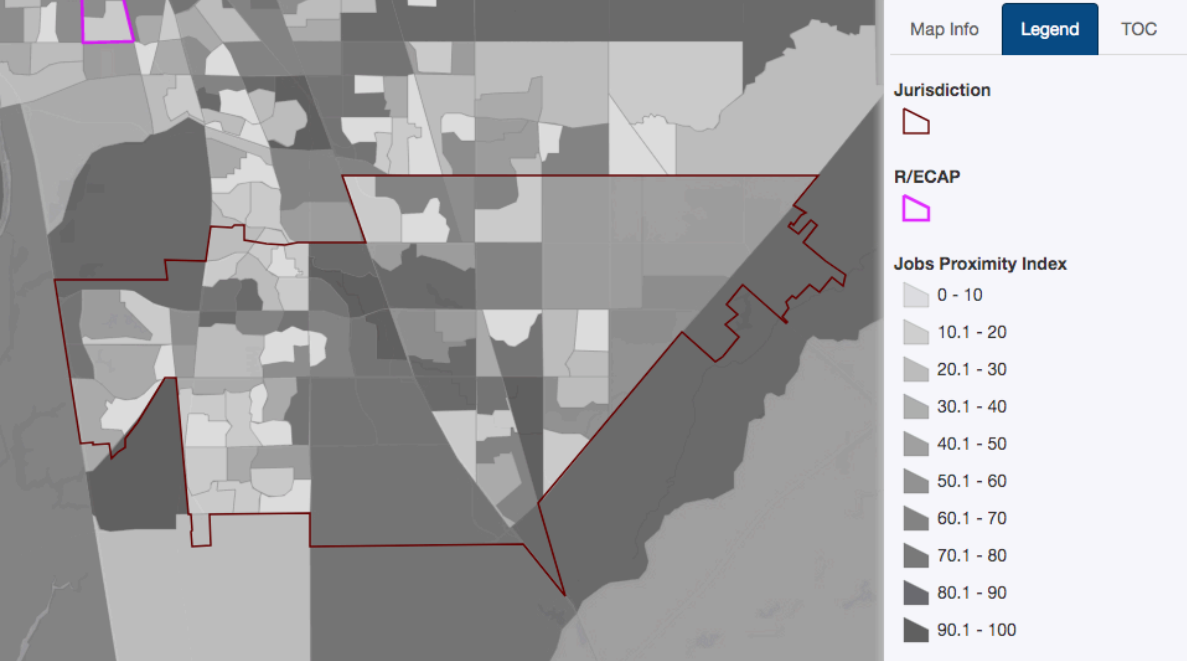 Map Info
Legend
TOC
Jurisdiction
R/ECAP
Jobs Proximity Index
0 - 10
10.1 - 20
20.1 - 30
30.1 - 40
40.1 - 50
50.1 - 60
60.1 - 70
70.1 - 80
80.1 - 90
90.1 - 100